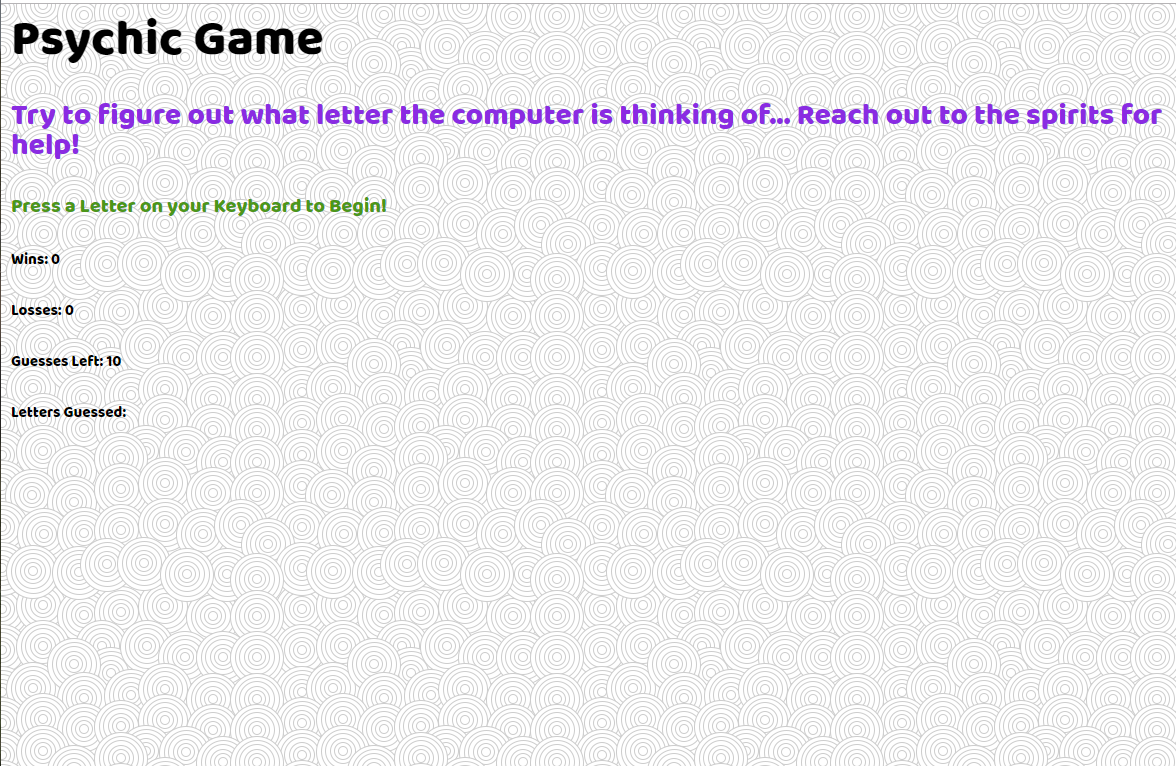 Psychic Game
Try to figure out what letter the computer is thinking of... Reach out to the spirits for
help!
Press a Letter on your Keyboard to Begin!
Wins: 0
Losses: 0
Guesses Left: 10
Letters Guessed: